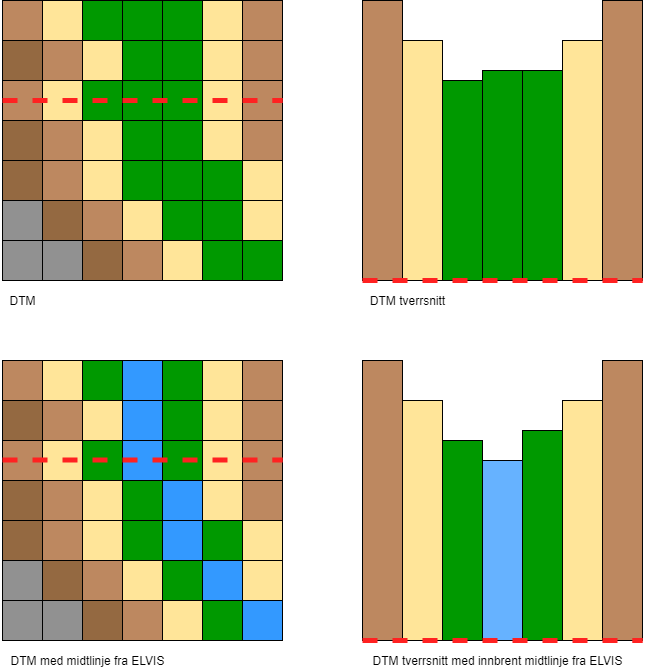 DTM
DTM tverrsnitt
DTM med midtlinje fra ELVIS
DTM tverrsnitt med innbrent midtlinje fra ELVIS